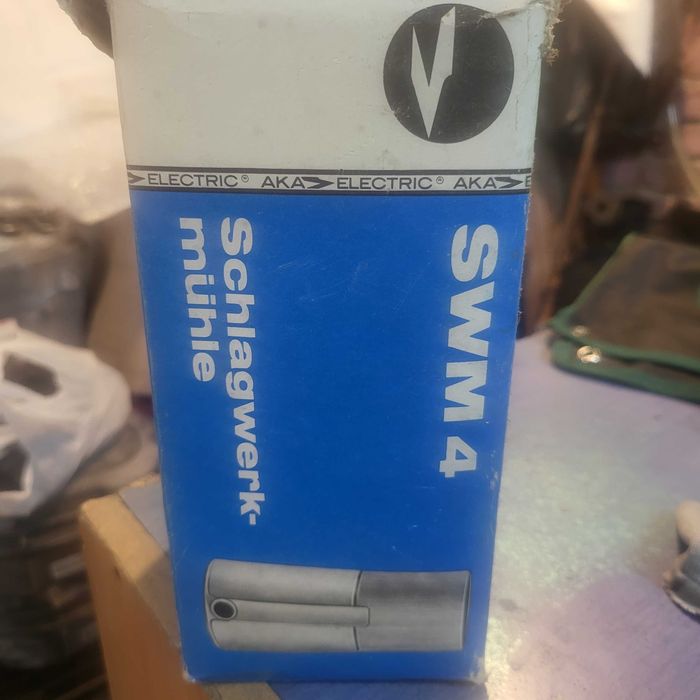 ELECTRIC® AKA ELECTRIC® AKA E
SWM 4
Schlagwerk-
mühle